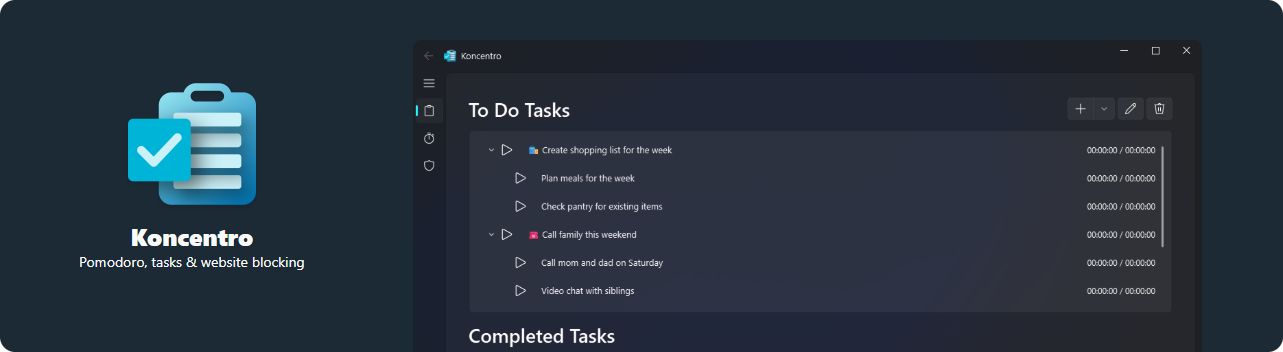 Koncentro
Pomodoro, tasks & website blocking
Koncentro
To Do Tasks
Create shopping list for the week 00:00:00 / 00:00:00
Plan meals for the week 00:00:00 / 00:00:00
Check pantry for existing items 00:00:00 / 00:00:00
Call family this weekend 00:00:00 / 00:00:00
Call mom and dad on Saturday 00:00:00 / 00:00:00
Video chat with siblings 00:00:00 / 00:00:00
Completed Tasks